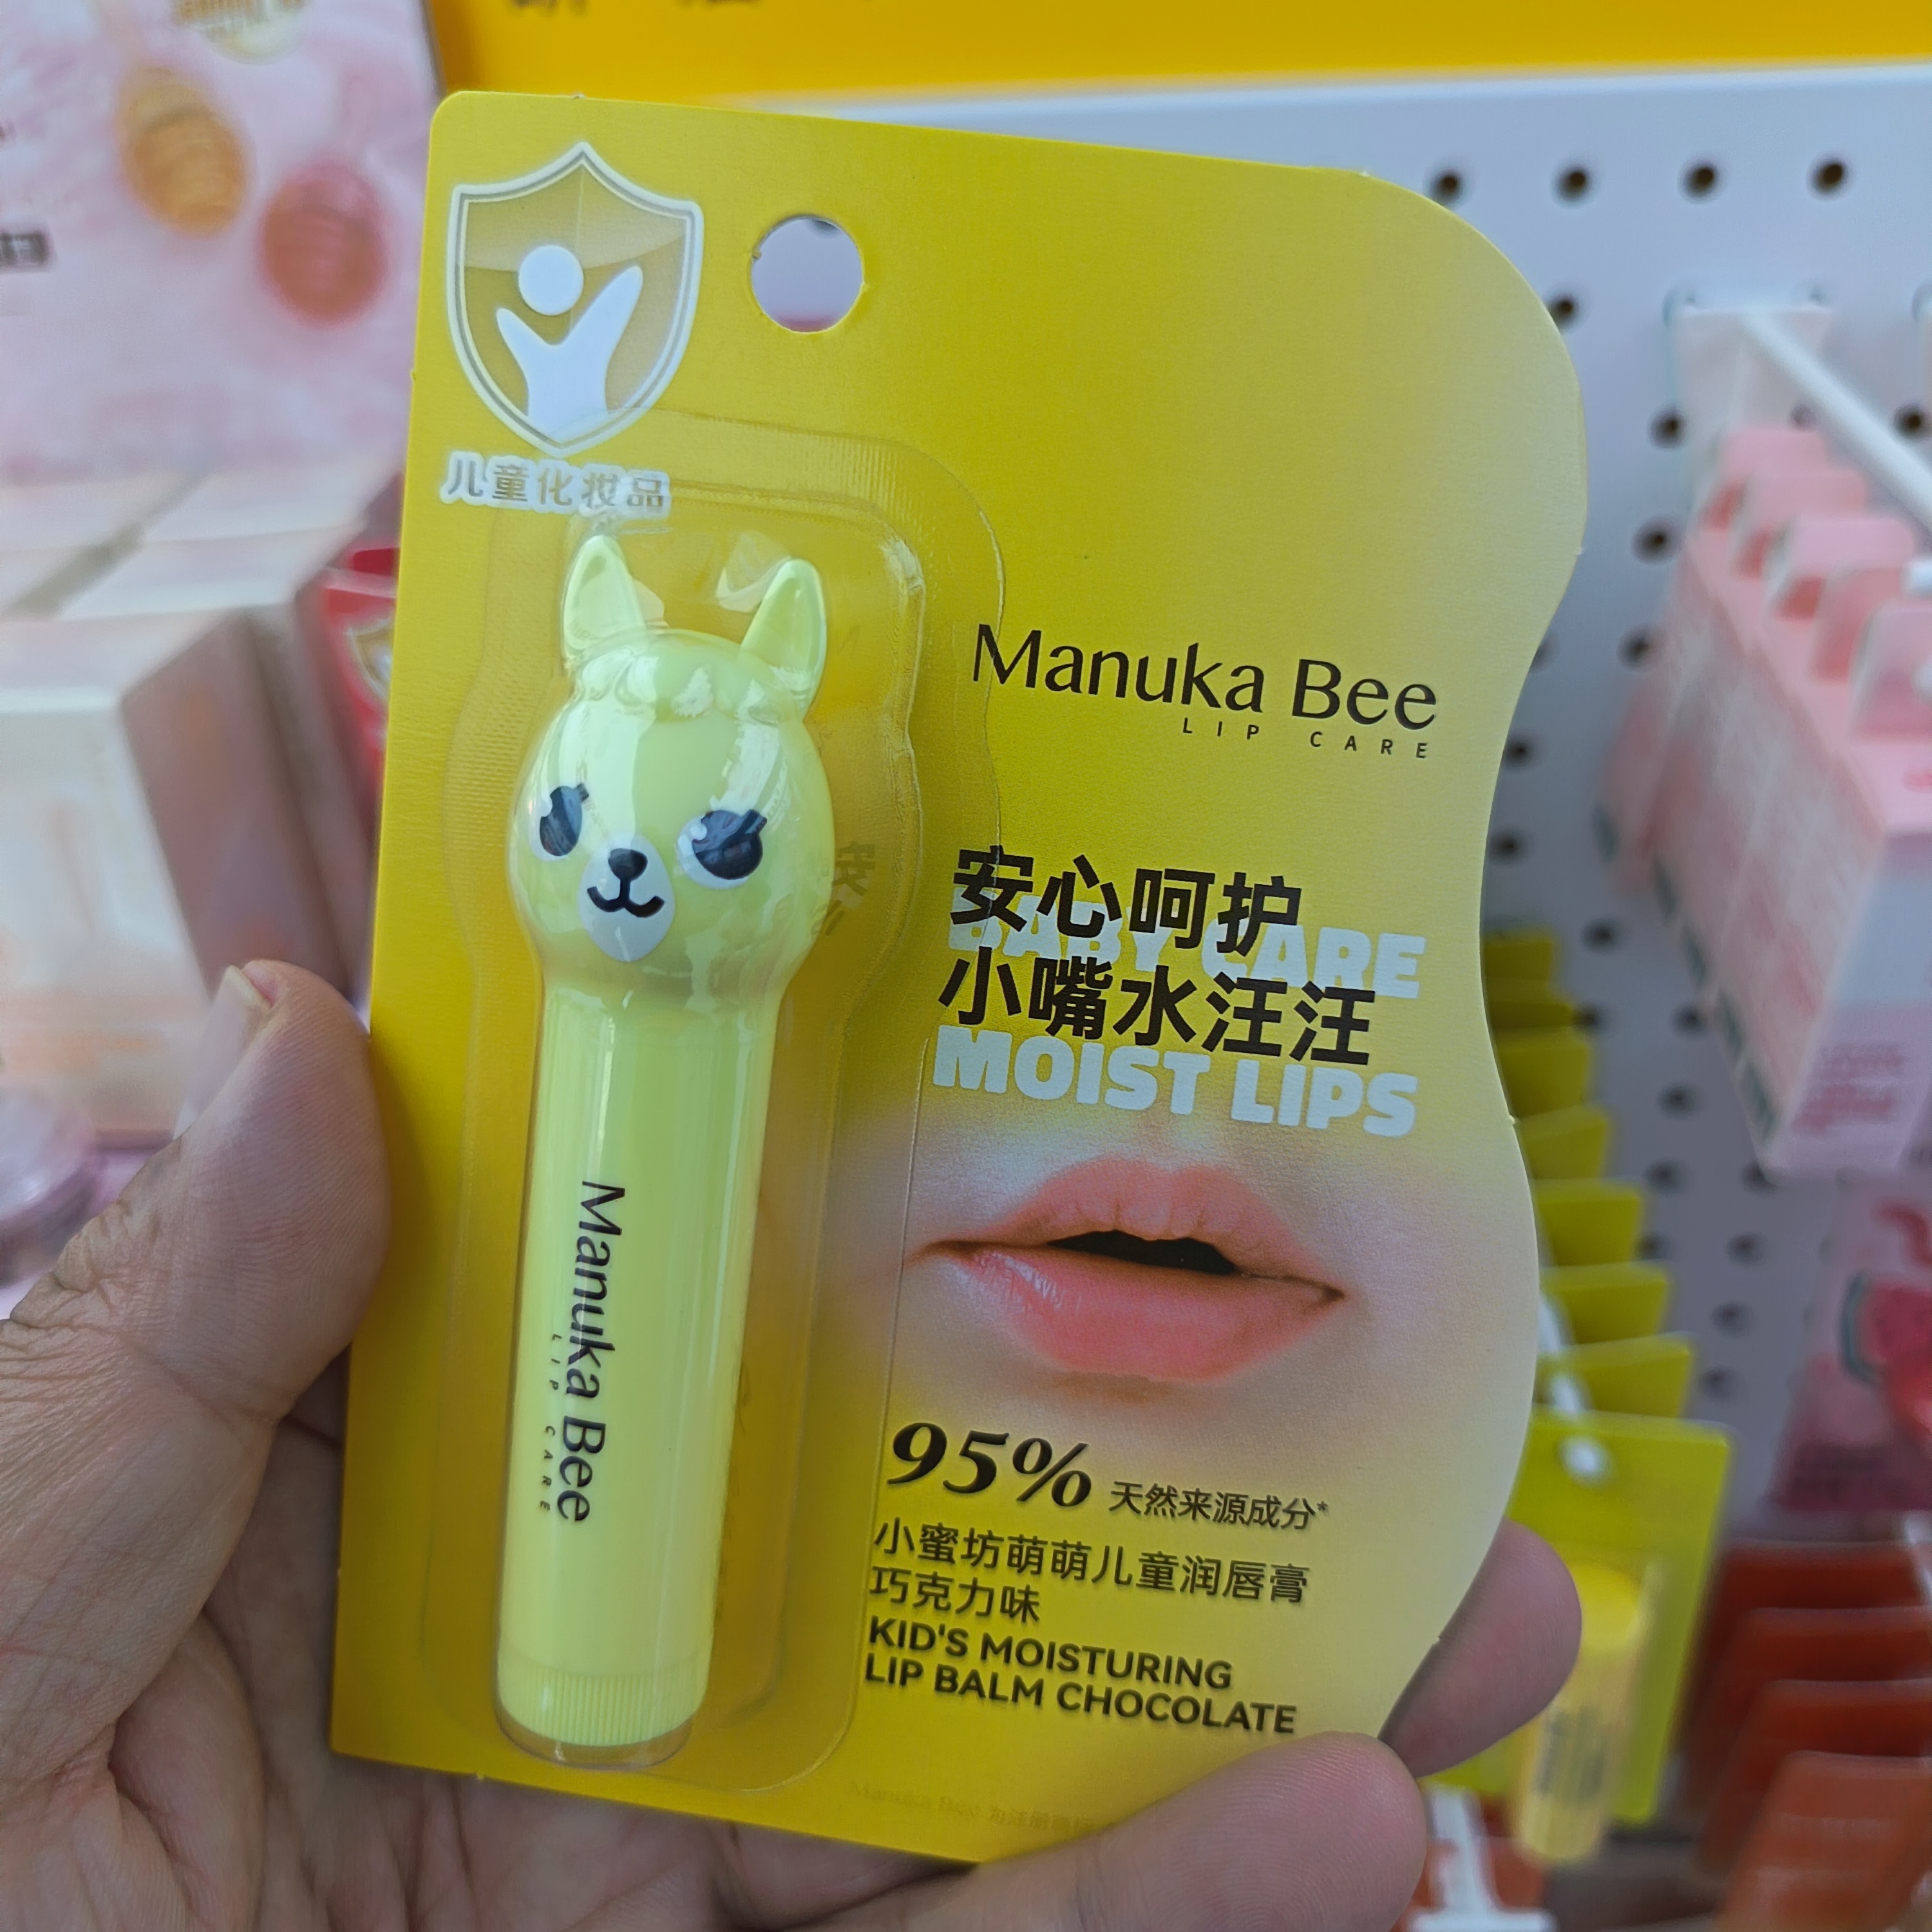 儿童化妆品
Manuka Bee
LIP CARE
安心呵护
BABY CARE
小嘴水汪汪
MOIST LIPS
Manuka Bee
LIP CARE
95% 天然来源成分*
小蜜坊萌萌儿童润唇膏
巧克力味
KID'S MOISTURING
LIP BALM CHOCOLATE